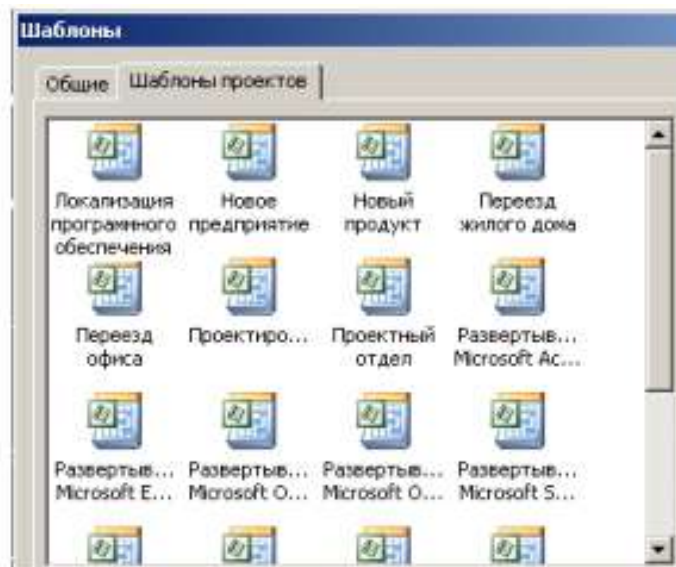 Шаблоны
Общие
Шаблоны проектов
Локализация
программного
обеспечения
Новое
предприятие
Новый
продукт
Переезд
жилого дома
Переезд
офиса
Проектиро...
Проектный
отдел
Развертыв...
Microsoft Ac...
Развертыв...
Microsoft E...
Развертыв...
Microsoft O...
Развертыв...
Microsoft O...
Развертыв...
Microsoft S...